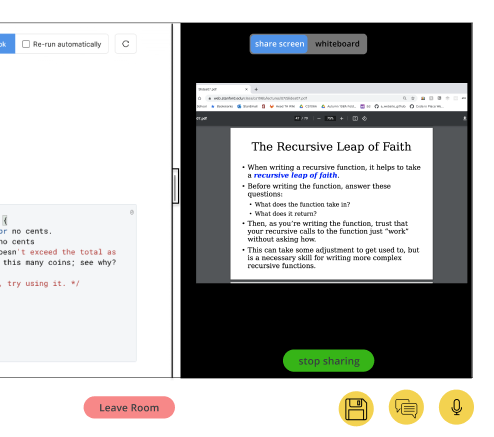 ok
Re-run automatically
share screen whiteboard
{
or no cents.
no cents
besn't exceed the total as
this many coins; see why?
, try using it. */
The Recursive Leap of Faith
• When writing a recursive function, it helps to take
a recursive leap of faith.
• Before writing the function, answer these
questions:
• What does the function take in?
• What does it return?
• Then, as you're writing the function, trust that
your recursive calls to the function just "work"
without asking how.
• This can take some adjustment to get used to, but
is a necessary skill for writing more complex
recursive functions.
stop sharing
Leave Room